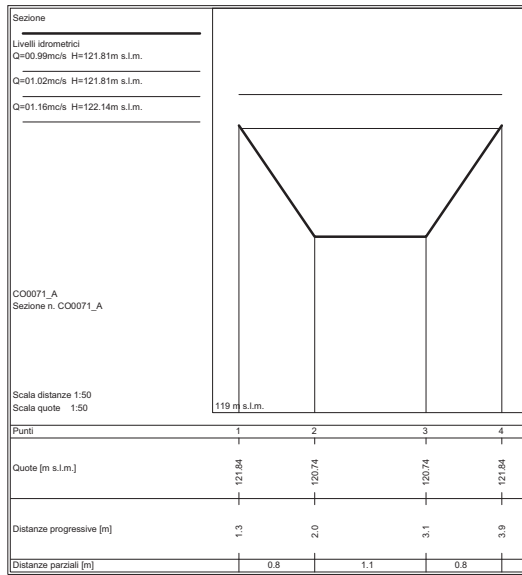 Sezione
Livelli idrometrici
Q=00.99mc/s H=121.81m s.l.m.
Q=01.02mc/s H=121.81m s.l.m.
Q=01.16mc/s H=122.14m s.l.m.
CO0071_A
Sezione n. CO0071_A
Scala distanze 1:50
Scala quote 1:50
119 m s.l.m.
Punti 1 2 3 4
Quote [m s.l.m.] 121.84 120.74 120.74 121.84
Distanze progressive [m] 1.3 2.0 3.1 3.9
Distanze parziali [m] 0.8 1.1 0.8